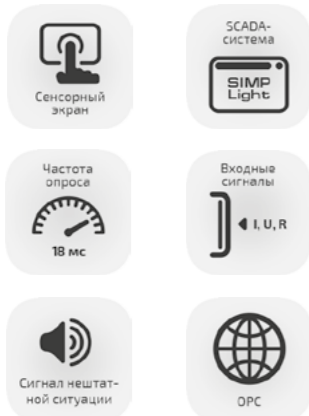 Сенсорный
экран
SCADA-
система
SIMP
Light
Частота
опроса
18 мс
Входные
сигналы
I, U, R
Сигнал нештат-
ной ситуации
OPC